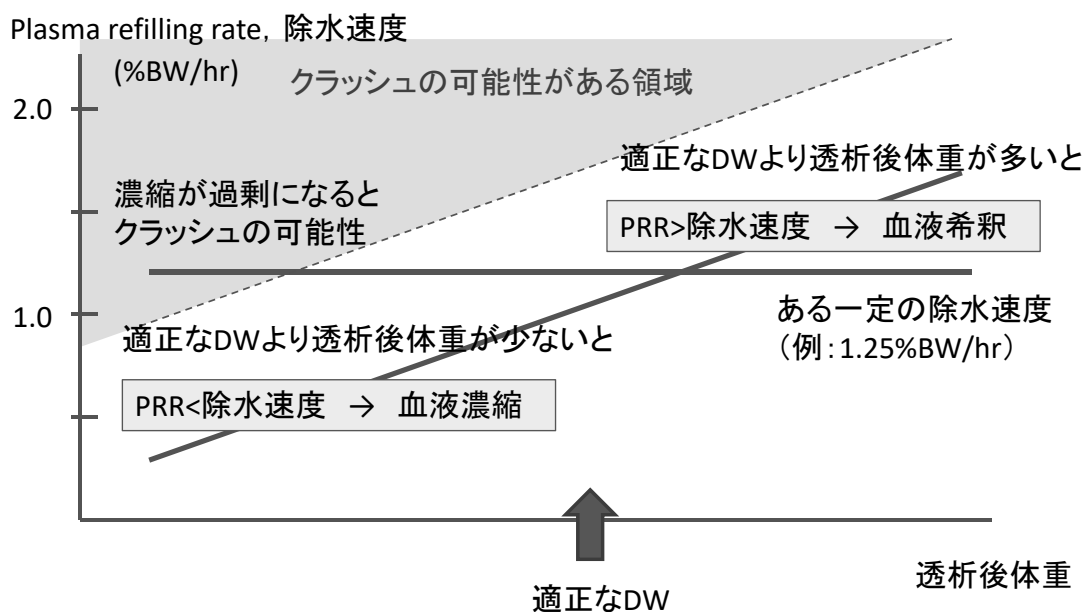 Plasma refilling rate, 除水速度
(%BW/hr)
クラッシュの可能性がある領域
2.0
適正なDWより透析後体重が多いと
濃縮が過剰になると
クラッシュの可能性
PRR>除水速度 → 血液希釈
1.0
ある一定の除水速度
（例：1.25%BW/hr）
適正なDWより透析後体重が少ないと
PRR<除水速度 → 血液濃縮
透析後体重
適正なDW